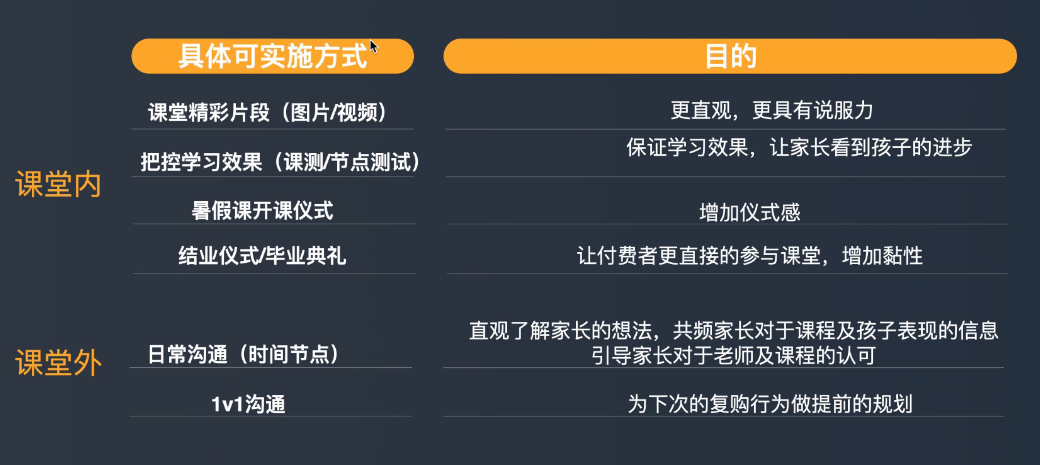 具体可实施方式
目的
课堂内
课堂精彩片段（图片/视频）
更直观，更具有说服力
把控学习效果（课测/节点测试）
保证学习效果，让家长看到孩子的进步
暑假课开课仪式
增加仪式感
结业仪式/毕业典礼
让付费者更直接的参与课堂，增加黏性
课堂外
日常沟通（时间节点）
直观了解家长的想法，共频家长对于课程及孩子表现的信息
引导家长对于老师及课程的认可
1v1沟通
为下次的复购行为做提前的规划